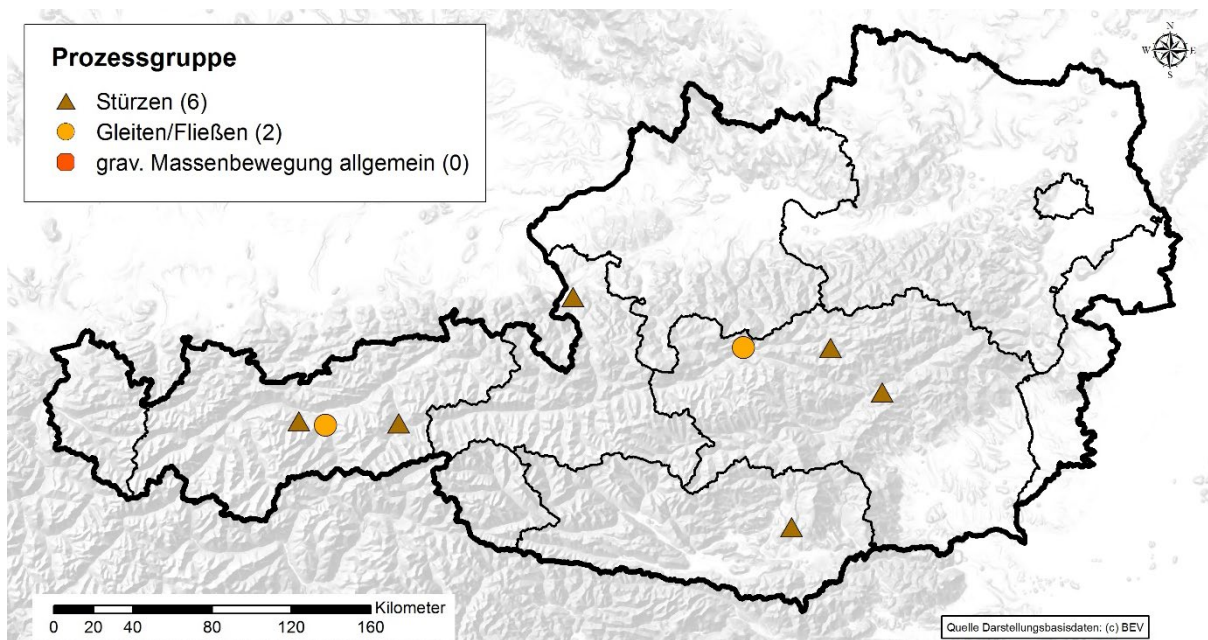 Prozessgruppe
Stürzen (6)
Gleiten/Fließen (2)
grav. Massenbewegung allgemein (0)
N
W E
S
Kilometer
0 20 40 80 120 160
Quelle Darstellungsbasisdaten: (c) BEV